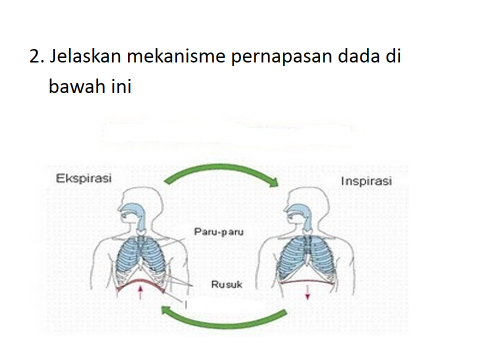 2. Jelaskan mekanisme pernapasan dada di
bawah ini
Ekspirasi
Inspirasi
Paru-paru
Rusuk